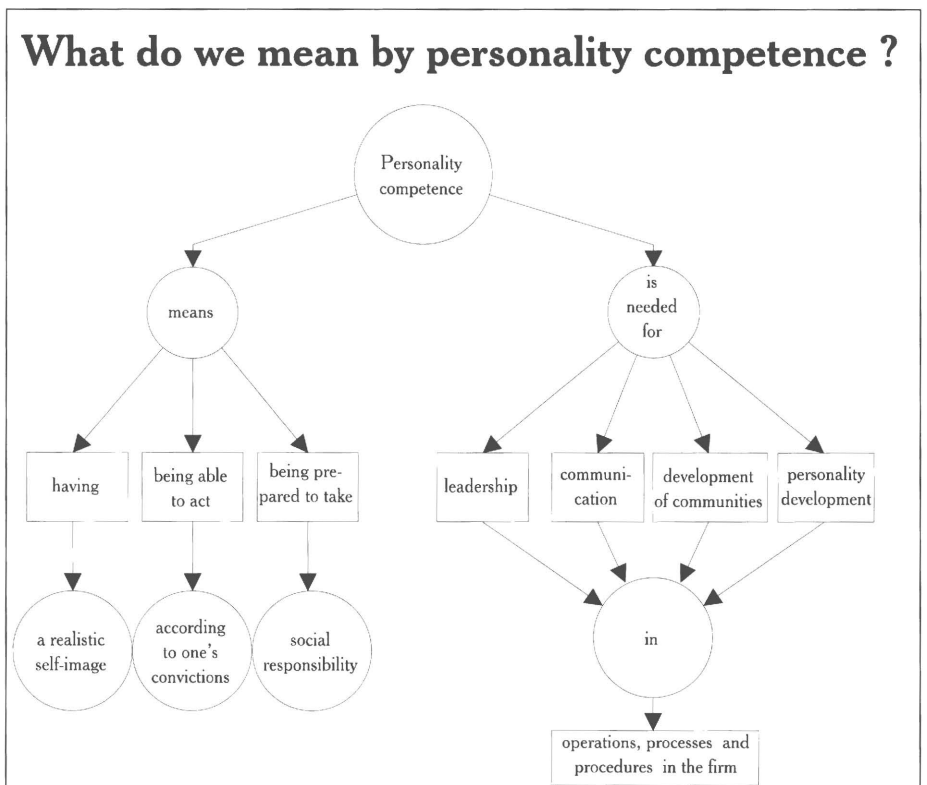 What do we mean by personality competence ?
Personality
competence
means
is
needed
for
having
being able
to act
being pre-
pared to take
leadership
communi-
cation
development
of communities
personality
development
a realistic
self-image
according
to one's
convictions
social
responsibility
in
operations, processes and
procedures in the firm